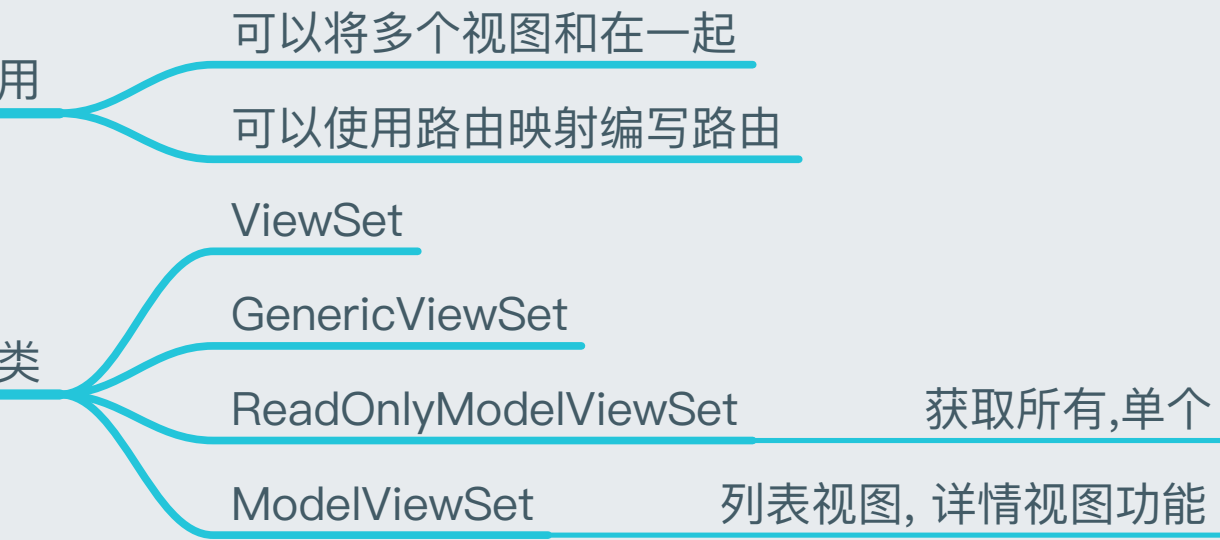 可以将多个视图和在一起
用
可以使用路由映射编写路由
ViewSet
GenericViewSet
类
ReadOnlyModelViewSet 获取所有,单个
ModelViewSet 列表视图, 详情视图功能